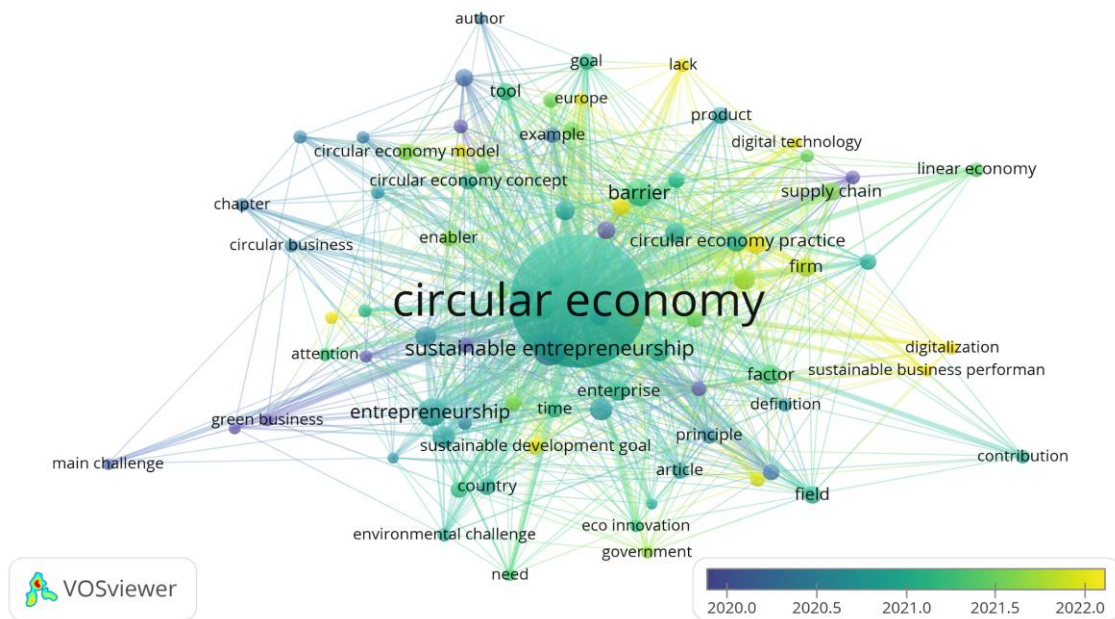 author
goal
lack
tool
europe
product
example
digital technology
circular economy model
linear economy
circular economy concept
barrier
supply chain
chapter
enabler
circular economy practice
circular business
firm
circular economy
attention
sustainable entrepreneurship
digitalization
sustainable business performan
factor
enterprise
entrepreneurship
time
definition
green business
principle
sustainable development goal
main challenge
article
contribution
country
field
eco innovation
environmental challenge
government
need
VOSviewer
2020.0 2020.5 2021.0 2021.5 2022.0